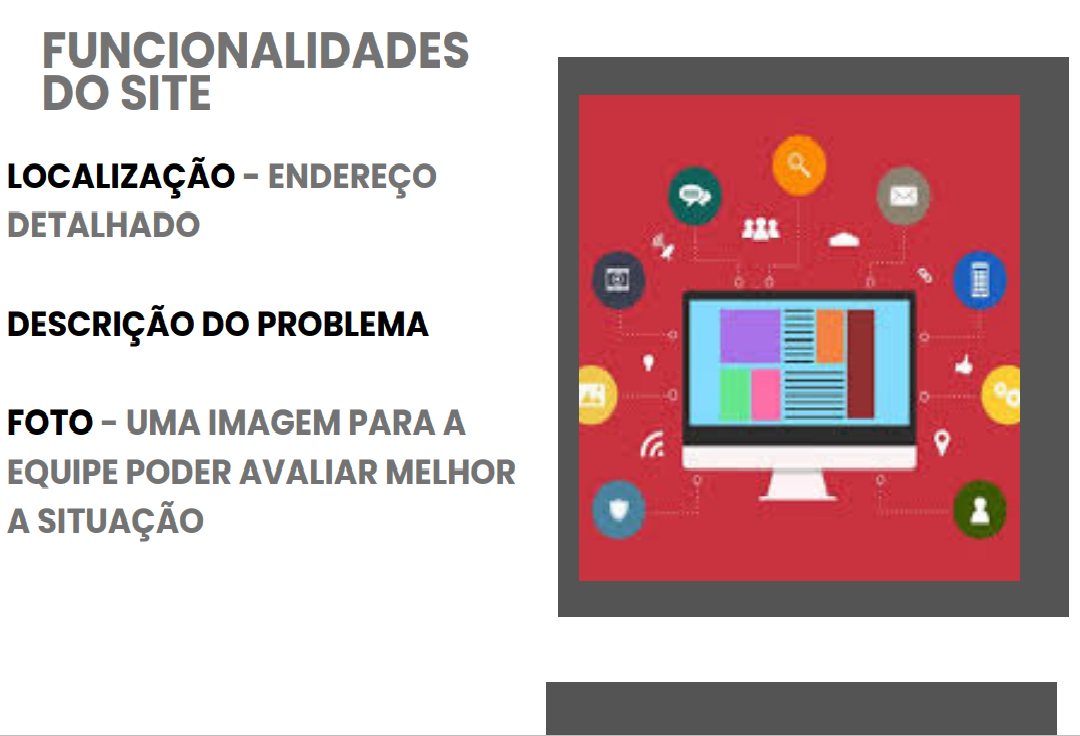 FUNCIONALIDADES
DO SITE
LOCALIZAÇÃO - ENDEREÇO
DETALHADO
DESCRIÇÃO DO PROBLEMA
FOTO - UMA IMAGEM PARA A
EQUIPE PODER AVALIAR MELHOR
A SITUAÇÃO